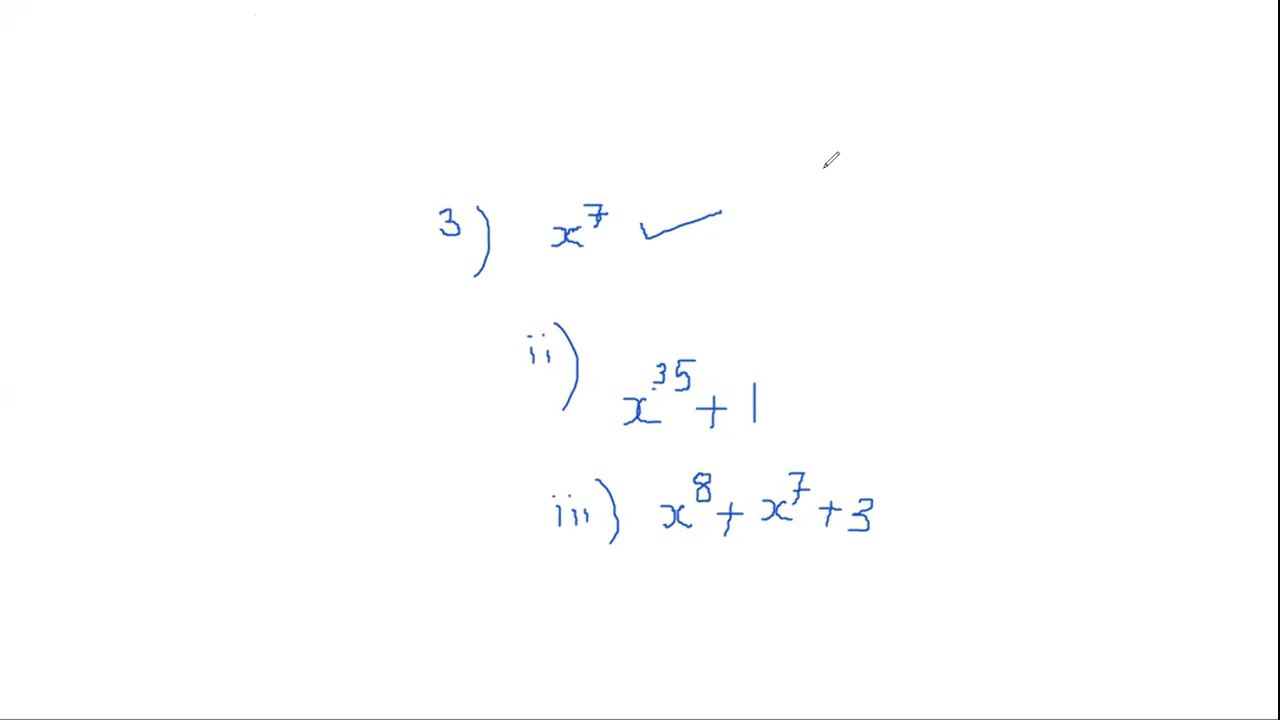 3) x⁷ ✓
ii) x³⁵ + 1
iii) x⁸ + x⁷ + 3